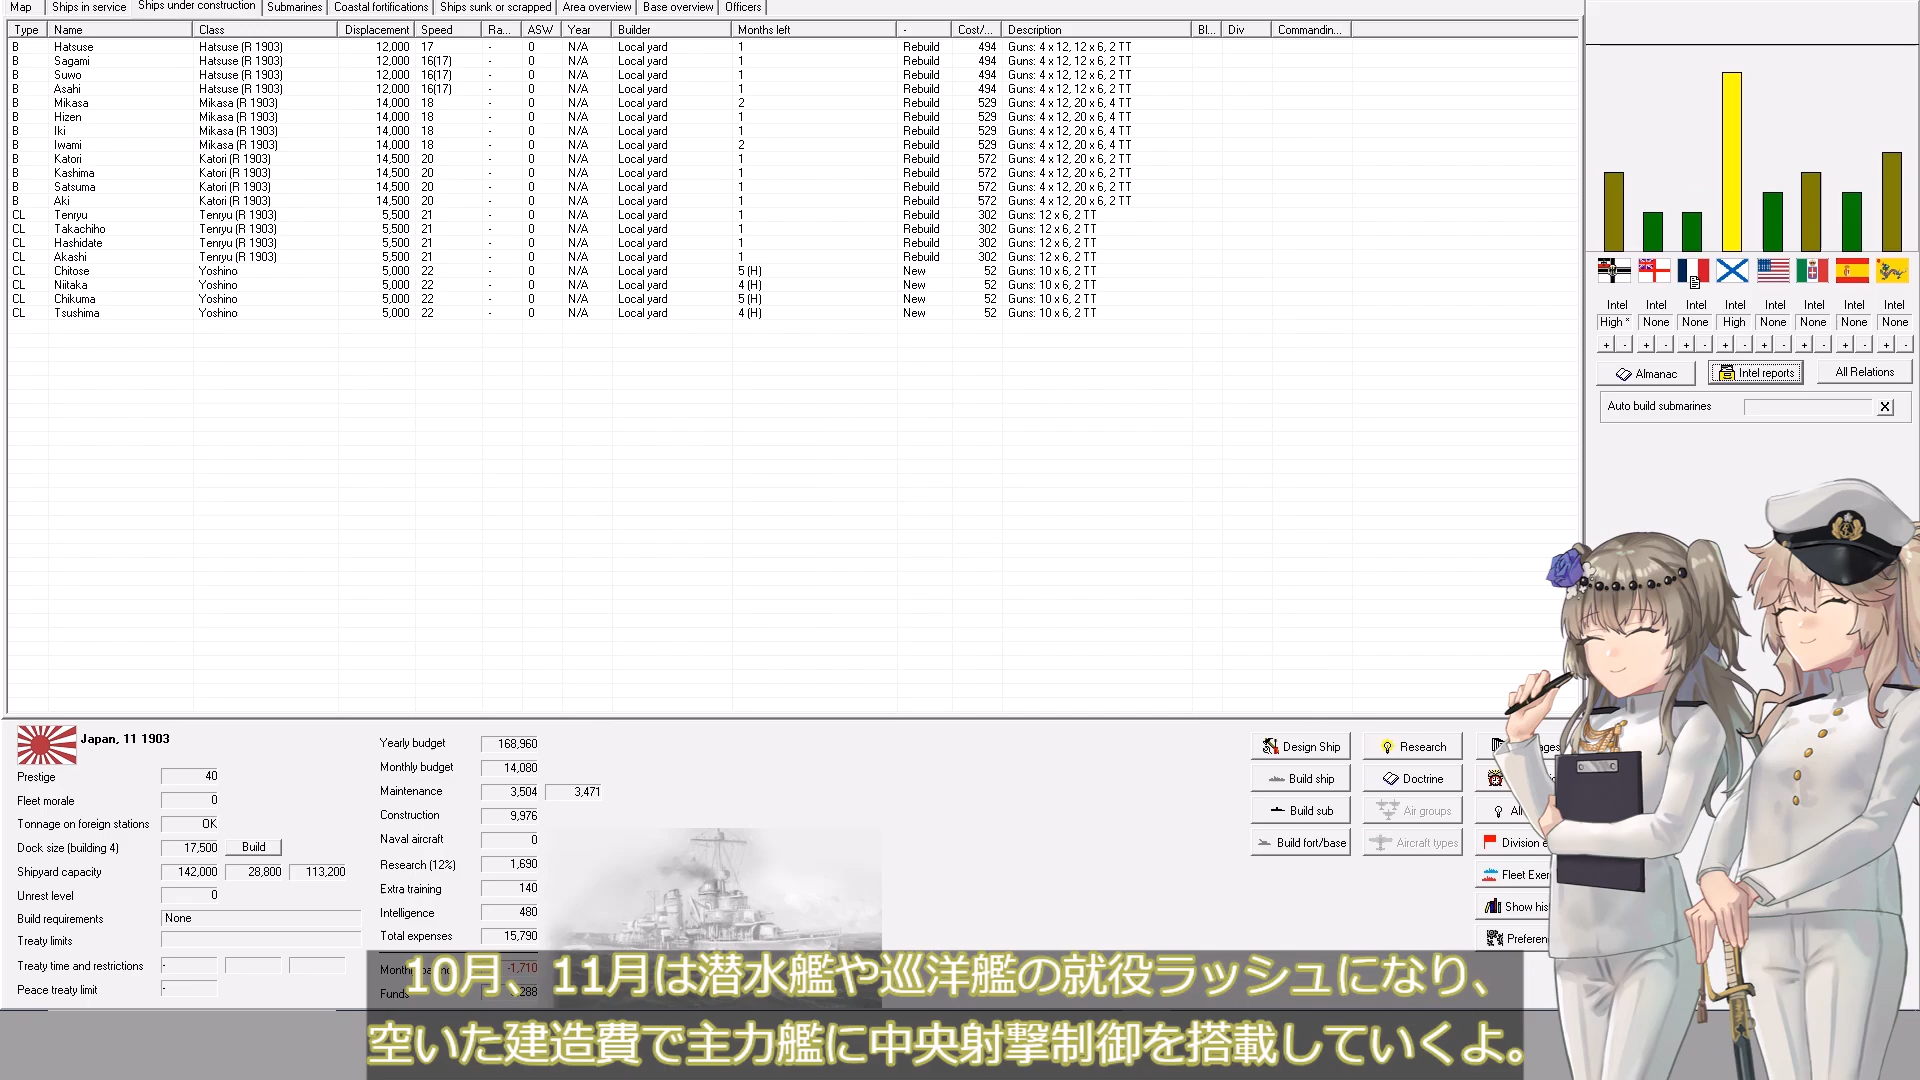 Map Ships in service Ships under construction Submarines Coastal fortifications Ships sunk or scrapped Area overview Base overview Officers
Type Name Class Displacement Speed Ra... ASW Year Builder Months left - Cost/... Description Bl... Div Commandin...
B Hatsuse Hatsuse (R 1903) 12,000 17 - 0 N/A Local yard 1 Rebuild 494 Guns: 4 x 12, 12 x 6, 2 TT
B Sagami Hatsuse (R 1903) 12,000 16(17) - 0 N/A Local yard 1 Rebuild 494 Guns: 4 x 12, 12 x 6, 2 TT
B Suwo Hatsuse (R 1903) 12,000 16(17) - 0 N/A Local yard 1 Rebuild 494 Guns: 4 x 12, 12 x 6, 2 TT
B Asahi Hatsuse (R 1903) 12,000 16(17) - 0 N/A Local yard 1 Rebuild 494 Guns: 4 x 12, 12 x 6, 2 TT
B Mikasa Mikasa (R 1903) 14,000 18 - 0 N/A Local yard 2 Rebuild 529 Guns: 4 x 12, 20 x 6, 4 TT
B Hizen Mikasa (R 1903) 14,000 18 - 0 N/A Local yard 1 Rebuild 529 Guns: 4 x 12, 20 x 6, 4 TT
B Iki Mikasa (R 1903) 14,000 18 - 0 N/A Local yard 1 Rebuild 529 Guns: 4 x 12, 20 x 6, 4 TT
B Iwami Mikasa (R 1903) 14,000 18 - 0 N/A Local yard 2 Rebuild 529 Guns: 4 x 12, 20 x 6, 4 TT
B Katori Katori (R 1903) 14,500 20 - 0 N/A Local yard 1 Rebuild 572 Guns: 4 x 12, 20 x 6, 2 TT
B Kashima Katori (R 1903) 14,500 20 - 0 N/A Local yard 1 Rebuild 572 Guns: 4 x 12, 20 x 6, 2 TT
B Satsuma Katori (R 1903) 14,500 20 - 0 N/A Local yard 1 Rebuild 572 Guns: 4 x 12, 20 x 6, 2 TT
B Aki Katori (R 1903) 14,500 20 - 0 N/A Local yard 1 Rebuild 572 Guns: 4 x 12, 20 x 6, 2 TT
CL Tenryu Tenryu (R 1903) 5,500 21 - 0 N/A Local yard 1 Rebuild 302 Guns: 12 x 6, 2 TT
CL Takachiho Tenryu (R 1903) 5,500 21 - 0 N/A Local yard 1 Rebuild 302 Guns: 12 x 6, 2 TT
CL Hashidate Tenryu (R 1903) 5,500 21 - 0 N/A Local yard 1 Rebuild 302 Guns: 12 x 6, 2 TT
CL Akashi Tenryu (R 1903) 5,500 21 - 0 N/A Local yard 1 Rebuild 302 Guns: 12 x 6, 2 TT
CL Chitose Yoshino 5,000 22 - 0 N/A Local yard 5 (H) New 52 Guns: 10 x 6, 2 TT
CL Niitaka Yoshino 5,000 22 - 0 N/A Local yard 4 (H) New 52 Guns: 10 x 6, 2 TT
CL Chikuma Yoshino 5,000 22 - 0 N/A Local yard 5 (H) New 52 Guns: 10 x 6, 2 TT
CL Tsushima Yoshino 5,000 22 - 0 N/A Local yard 4 (H) New 52 Guns: 10 x 6, 2 TT
Intel Intel Intel Intel Intel Intel Intel Intel
High * None None High None None None None
+ - + - + - + - + - + - + - + -
Almanac Intel reports All Relations
Auto build submarines X
Japan, 11 1903
Prestige 40
Fleet morale 0
Tonnage on foreign stations OK
Dock size (building 4) 17,500 Build
Shipyard capacity 142,000 28,800 113,200
Unrest level 0
Build requirements None
Treaty limits
Treaty time and restrictions -
Peace treaty limit -
Yearly budget 168,960
Monthly budget 14,080
Maintenance 3,504 3,471
Construction 9,976
Naval aircraft 0
Research (12%) 1,690
Extra training 140
Intelligence 480
Total expenses 15,790
-1,710
Funds 288
Design Ship Research ages
Build ship Doctrine
Build sub Air groups Al
Build fort/base Aircraft types Division e
Fleet Exer
Show his
Preferen
10月、11月は潜水艦や巡洋艦の就役ラッシュになり、
空いた建造費で主力艦に中央射撃制御を搭載していくよ。